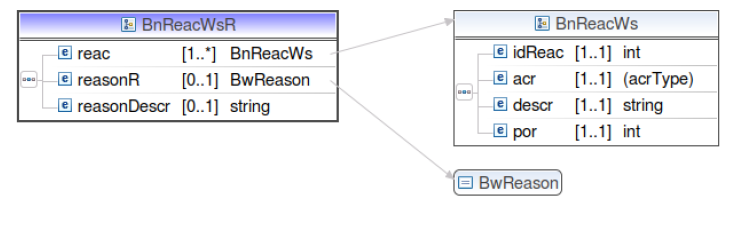 BnReacWsR
reac [1..*] BnReacWs
reasonR [0..1] BwReason
reasonDescr [0..1] string
BnReacWs
idReac [1..1] int
acr [1..1] (acrType)
descr [1..1] string
por [1..1] int
BwReason